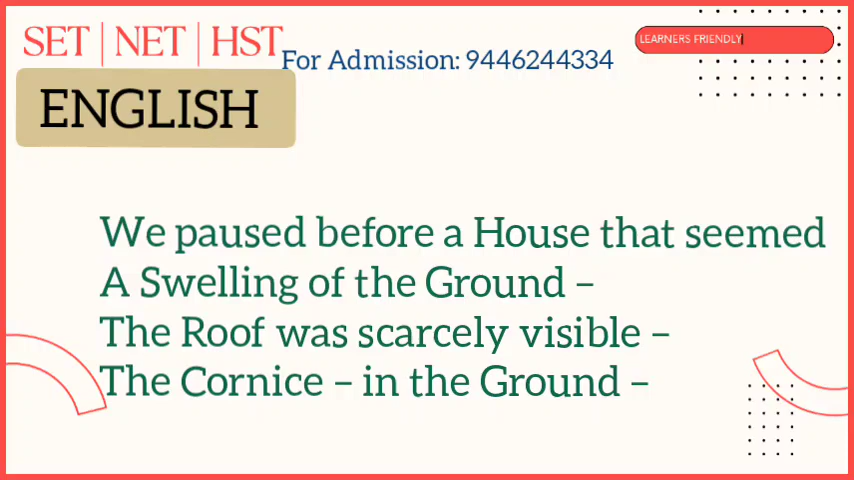 SET | NET | HST
For Admission: 9446244334
LEARNERS FRIENDLY
ENGLISH
We paused before a House that seemed
A Swelling of the Ground –
The Roof was scarcely visible –
The Cornice – in the Ground –